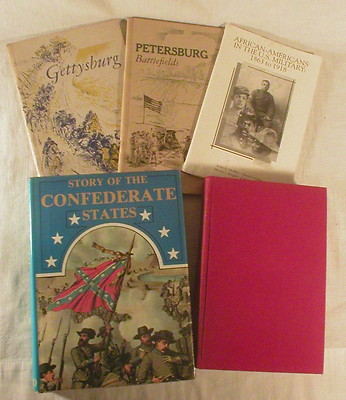 Gettysburg
PETERSBURG
Battlefields
AFRICAN-AMERICANS
IN THE U.S. MILITARY
1863 to 1918
STORY OF THE
CONFEDERATE
STATES